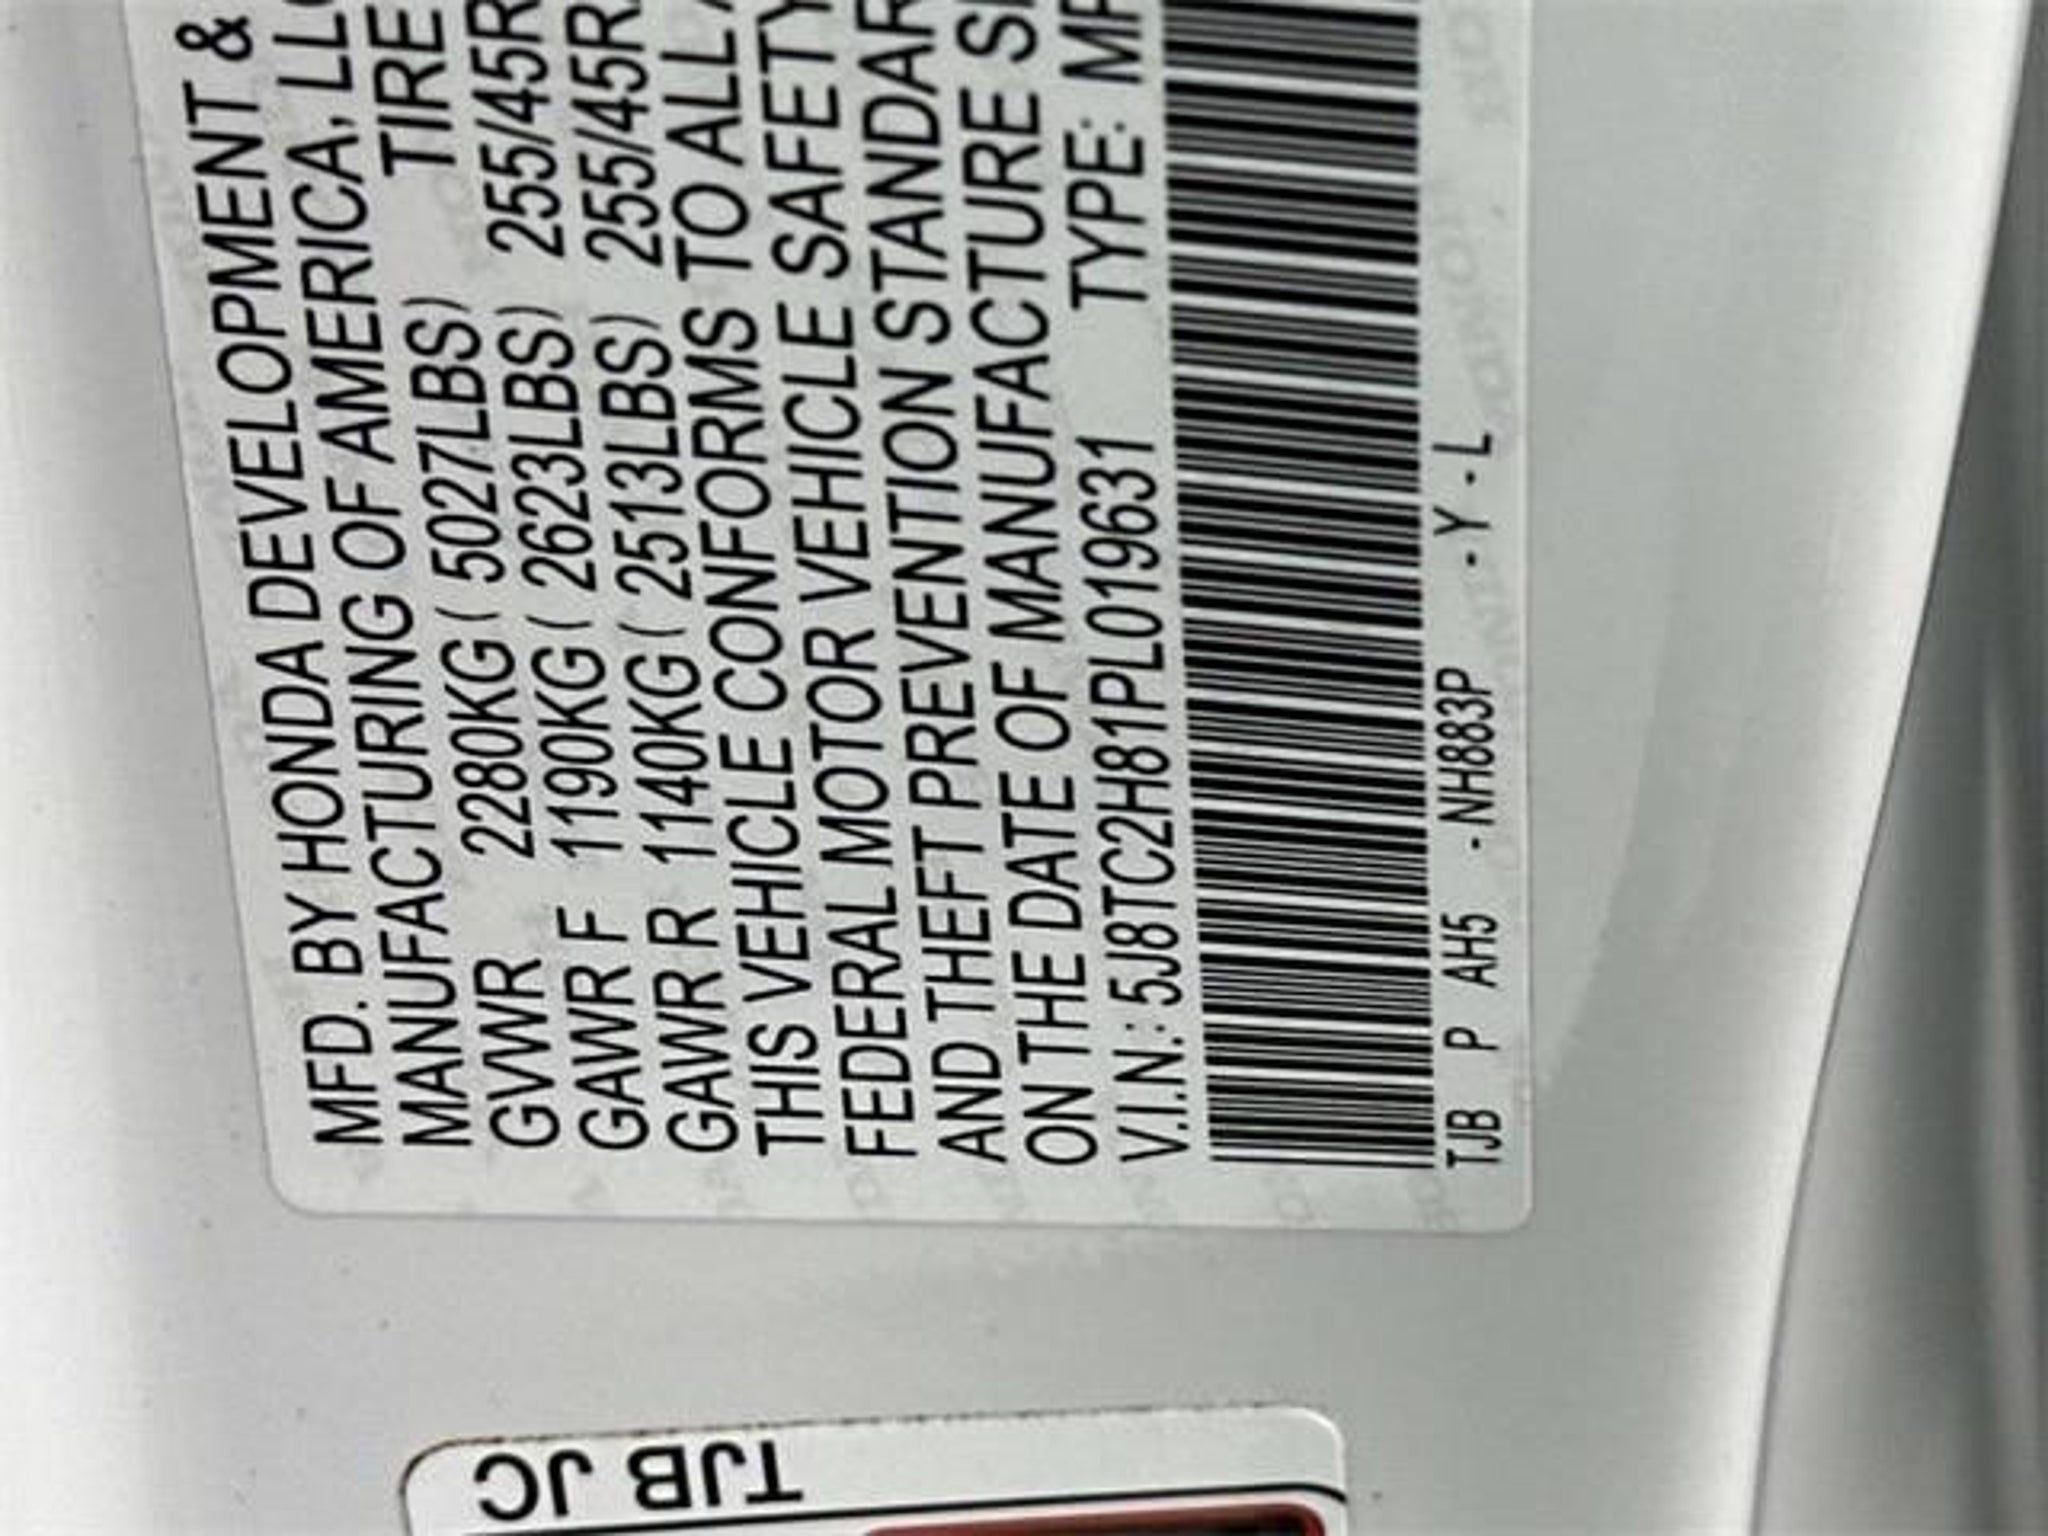 MFD. BY HONDA DEVELOPMENT &
MANUFACTURING OF AMERICA, LLC
TIRE
GVWR 2280KG ( 5027LBS) 255/45R
GAWR F 1190KG ( 2623LBS) 255/45R
GAWR R 1140KG ( 2513LBS)
THIS VEHICLE CONFORMS TO ALL
FEDERAL MOTOR VEHICLE SAFETY
AND THEFT PREVENTION STANDAR
ON THE DATE OF MANUFACTURE
V.I.N.: 5J8TC2H81PL019631 TYPE: MP
TJB P AH5 -NH883P -Y-L
TJB JC